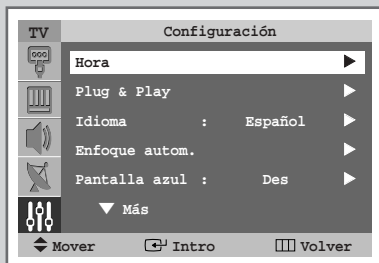 TV Configuración
Hora
Plug & Play
Idioma : Español
Enfoque autom.
Pantalla azul : Des
Más
Mover Intro Volver